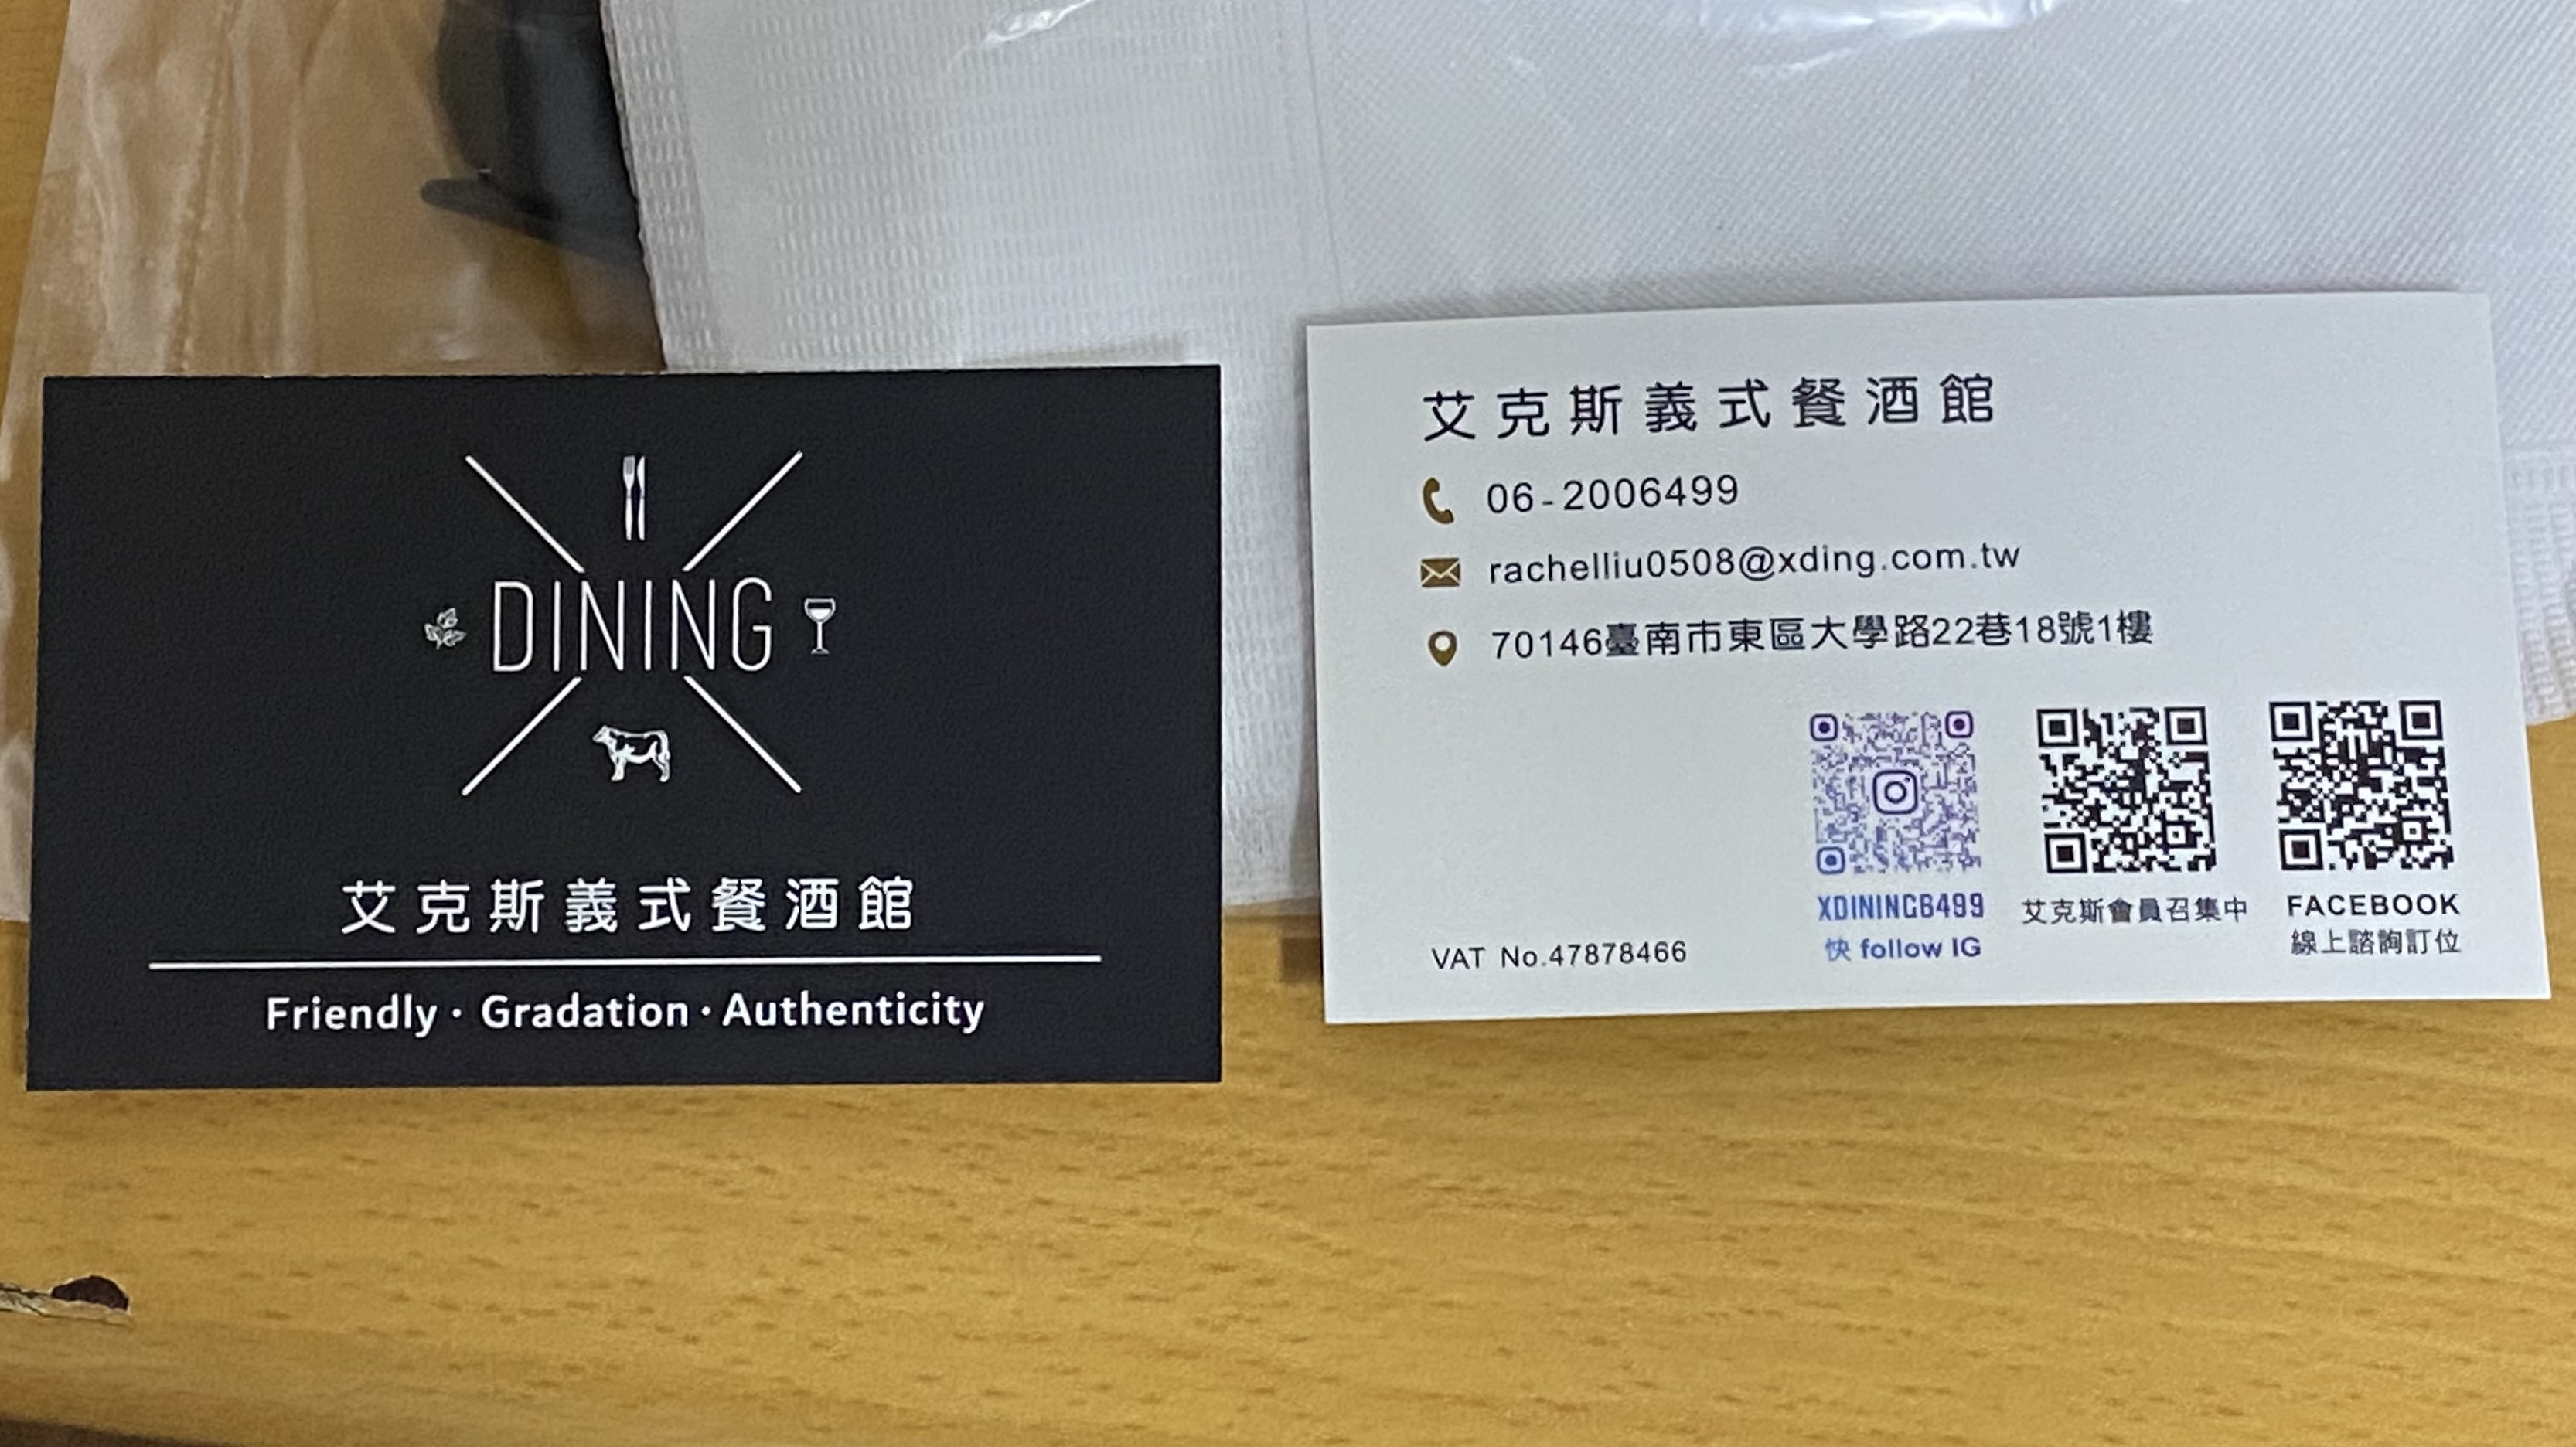 DINING
艾克斯義式餐酒館
Friendly · Gradation · Authenticity
艾克斯義式餐酒館
06-2006499
rachelliu0508@xding.com.tw
70146臺南市東區大學路22巷18號1樓
XDINING6499
快 follow IG
艾克斯會員召集中
FACEBOOK
線上諮詢訂位
VAT No.47878466